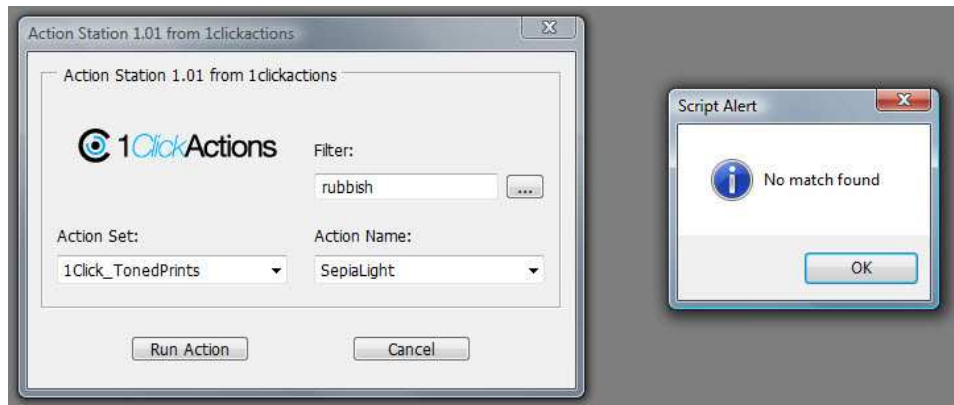 Action Station 1.01 from 1clickactions
Action Station 1.01 from 1clickactions
1ClickActions
Filter:
rubbish
...
Action Set:
Action Name:
1Click_TonedPrints
SepiaLight
Run Action
Cancel
Script Alert
No match found
OK